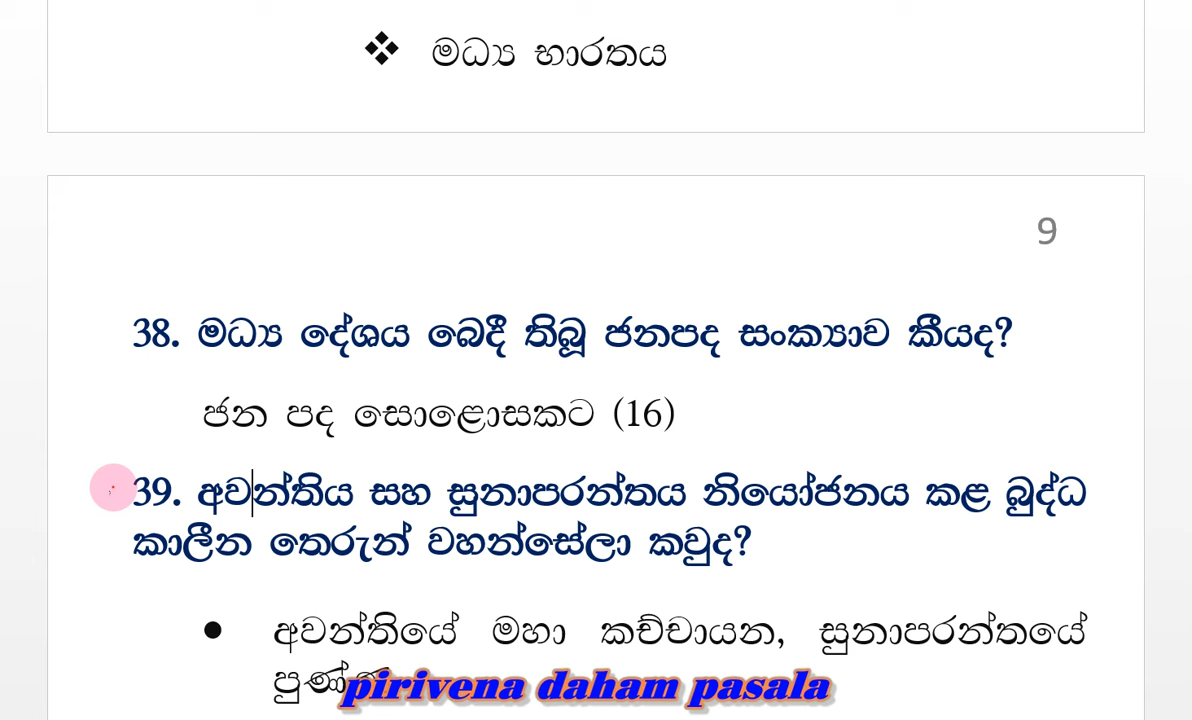 ❖ මධ්‍ය භාරතය
9
38. මධ්‍ය දේශය බෙදී තිබූ ජනපද සංක්‍යාව කීයද?
ජන පද සොළොසකට (16)
39. අවන්තිය සහ සුනාපරන්තය නියෝජනය කළ බුද්ධ
කාලීන තෙරුන් වහන්සේලා කවුද?
● අවන්තියේ මහා කච්චායන, සුනාපරන්තයේ
pirivena daham pasala